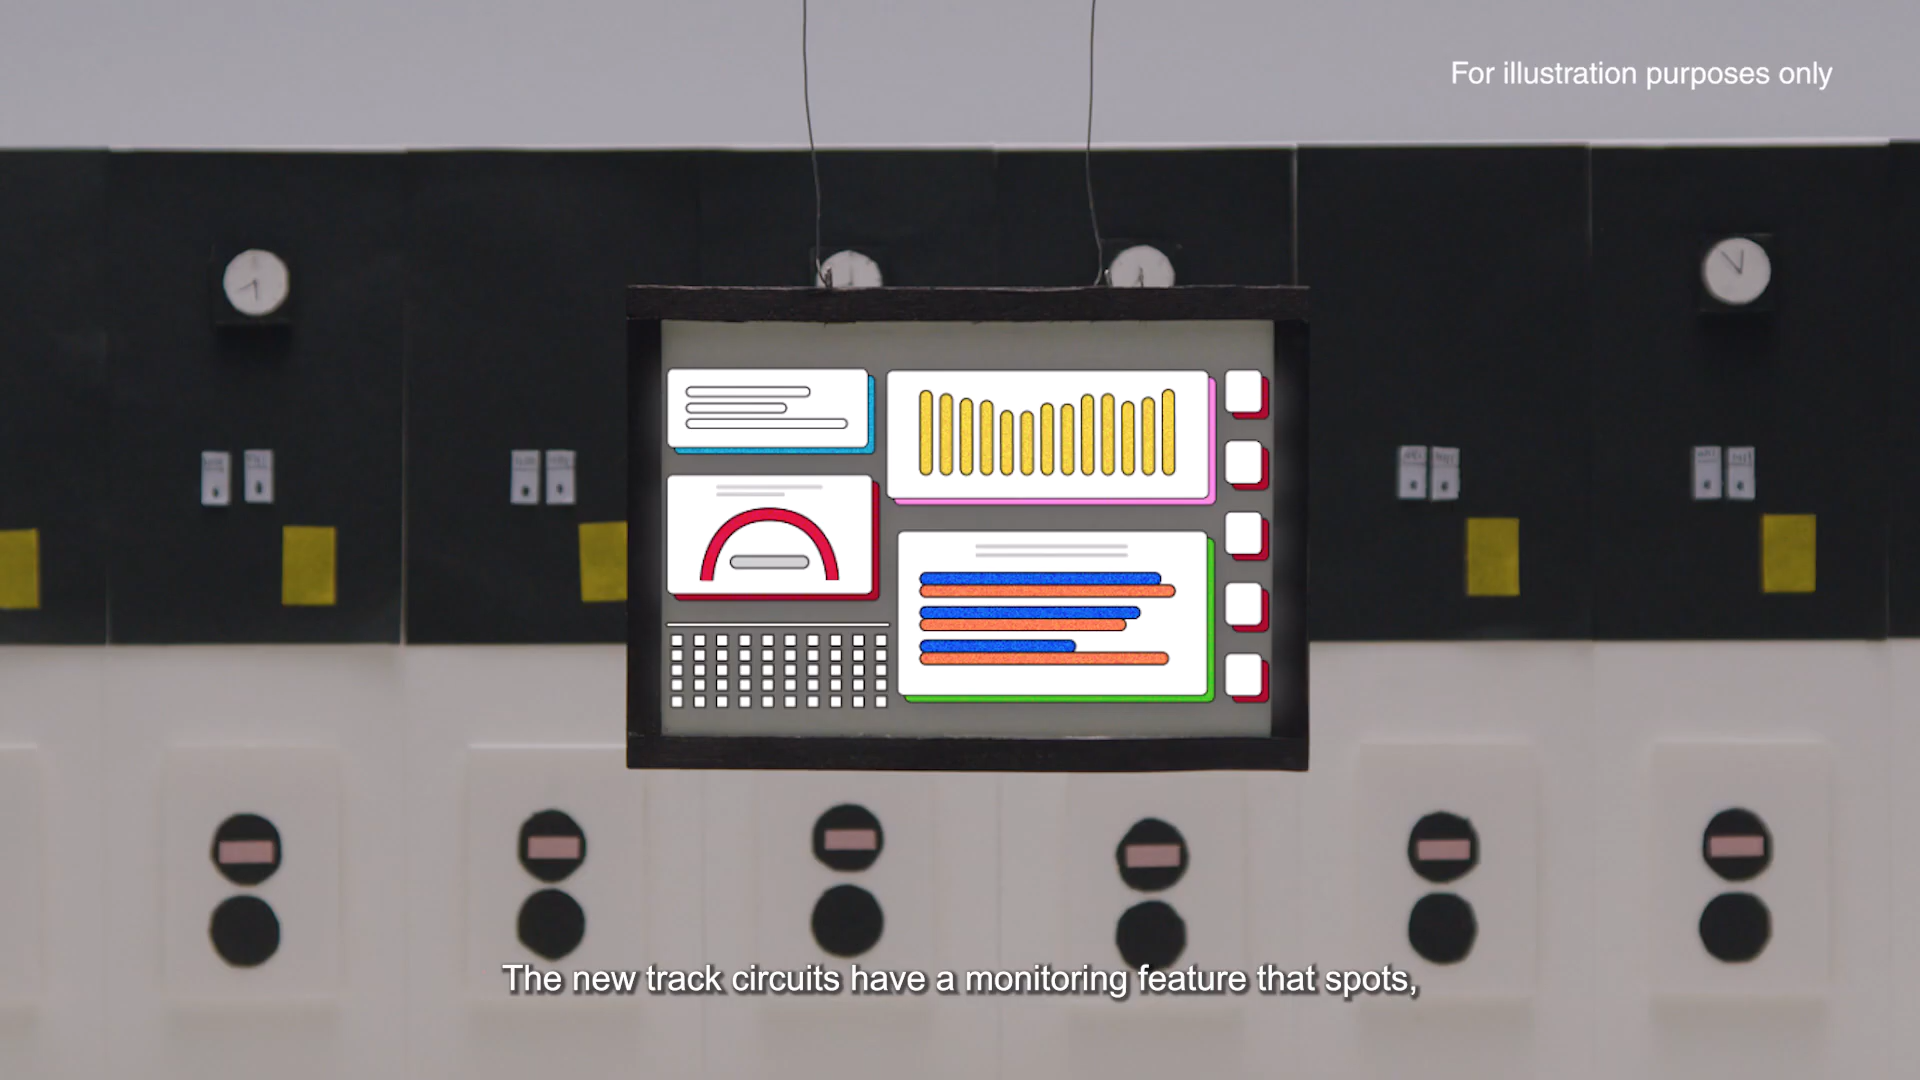 For illustration purposes only
The new track circuits have a monitoring feature that spots,